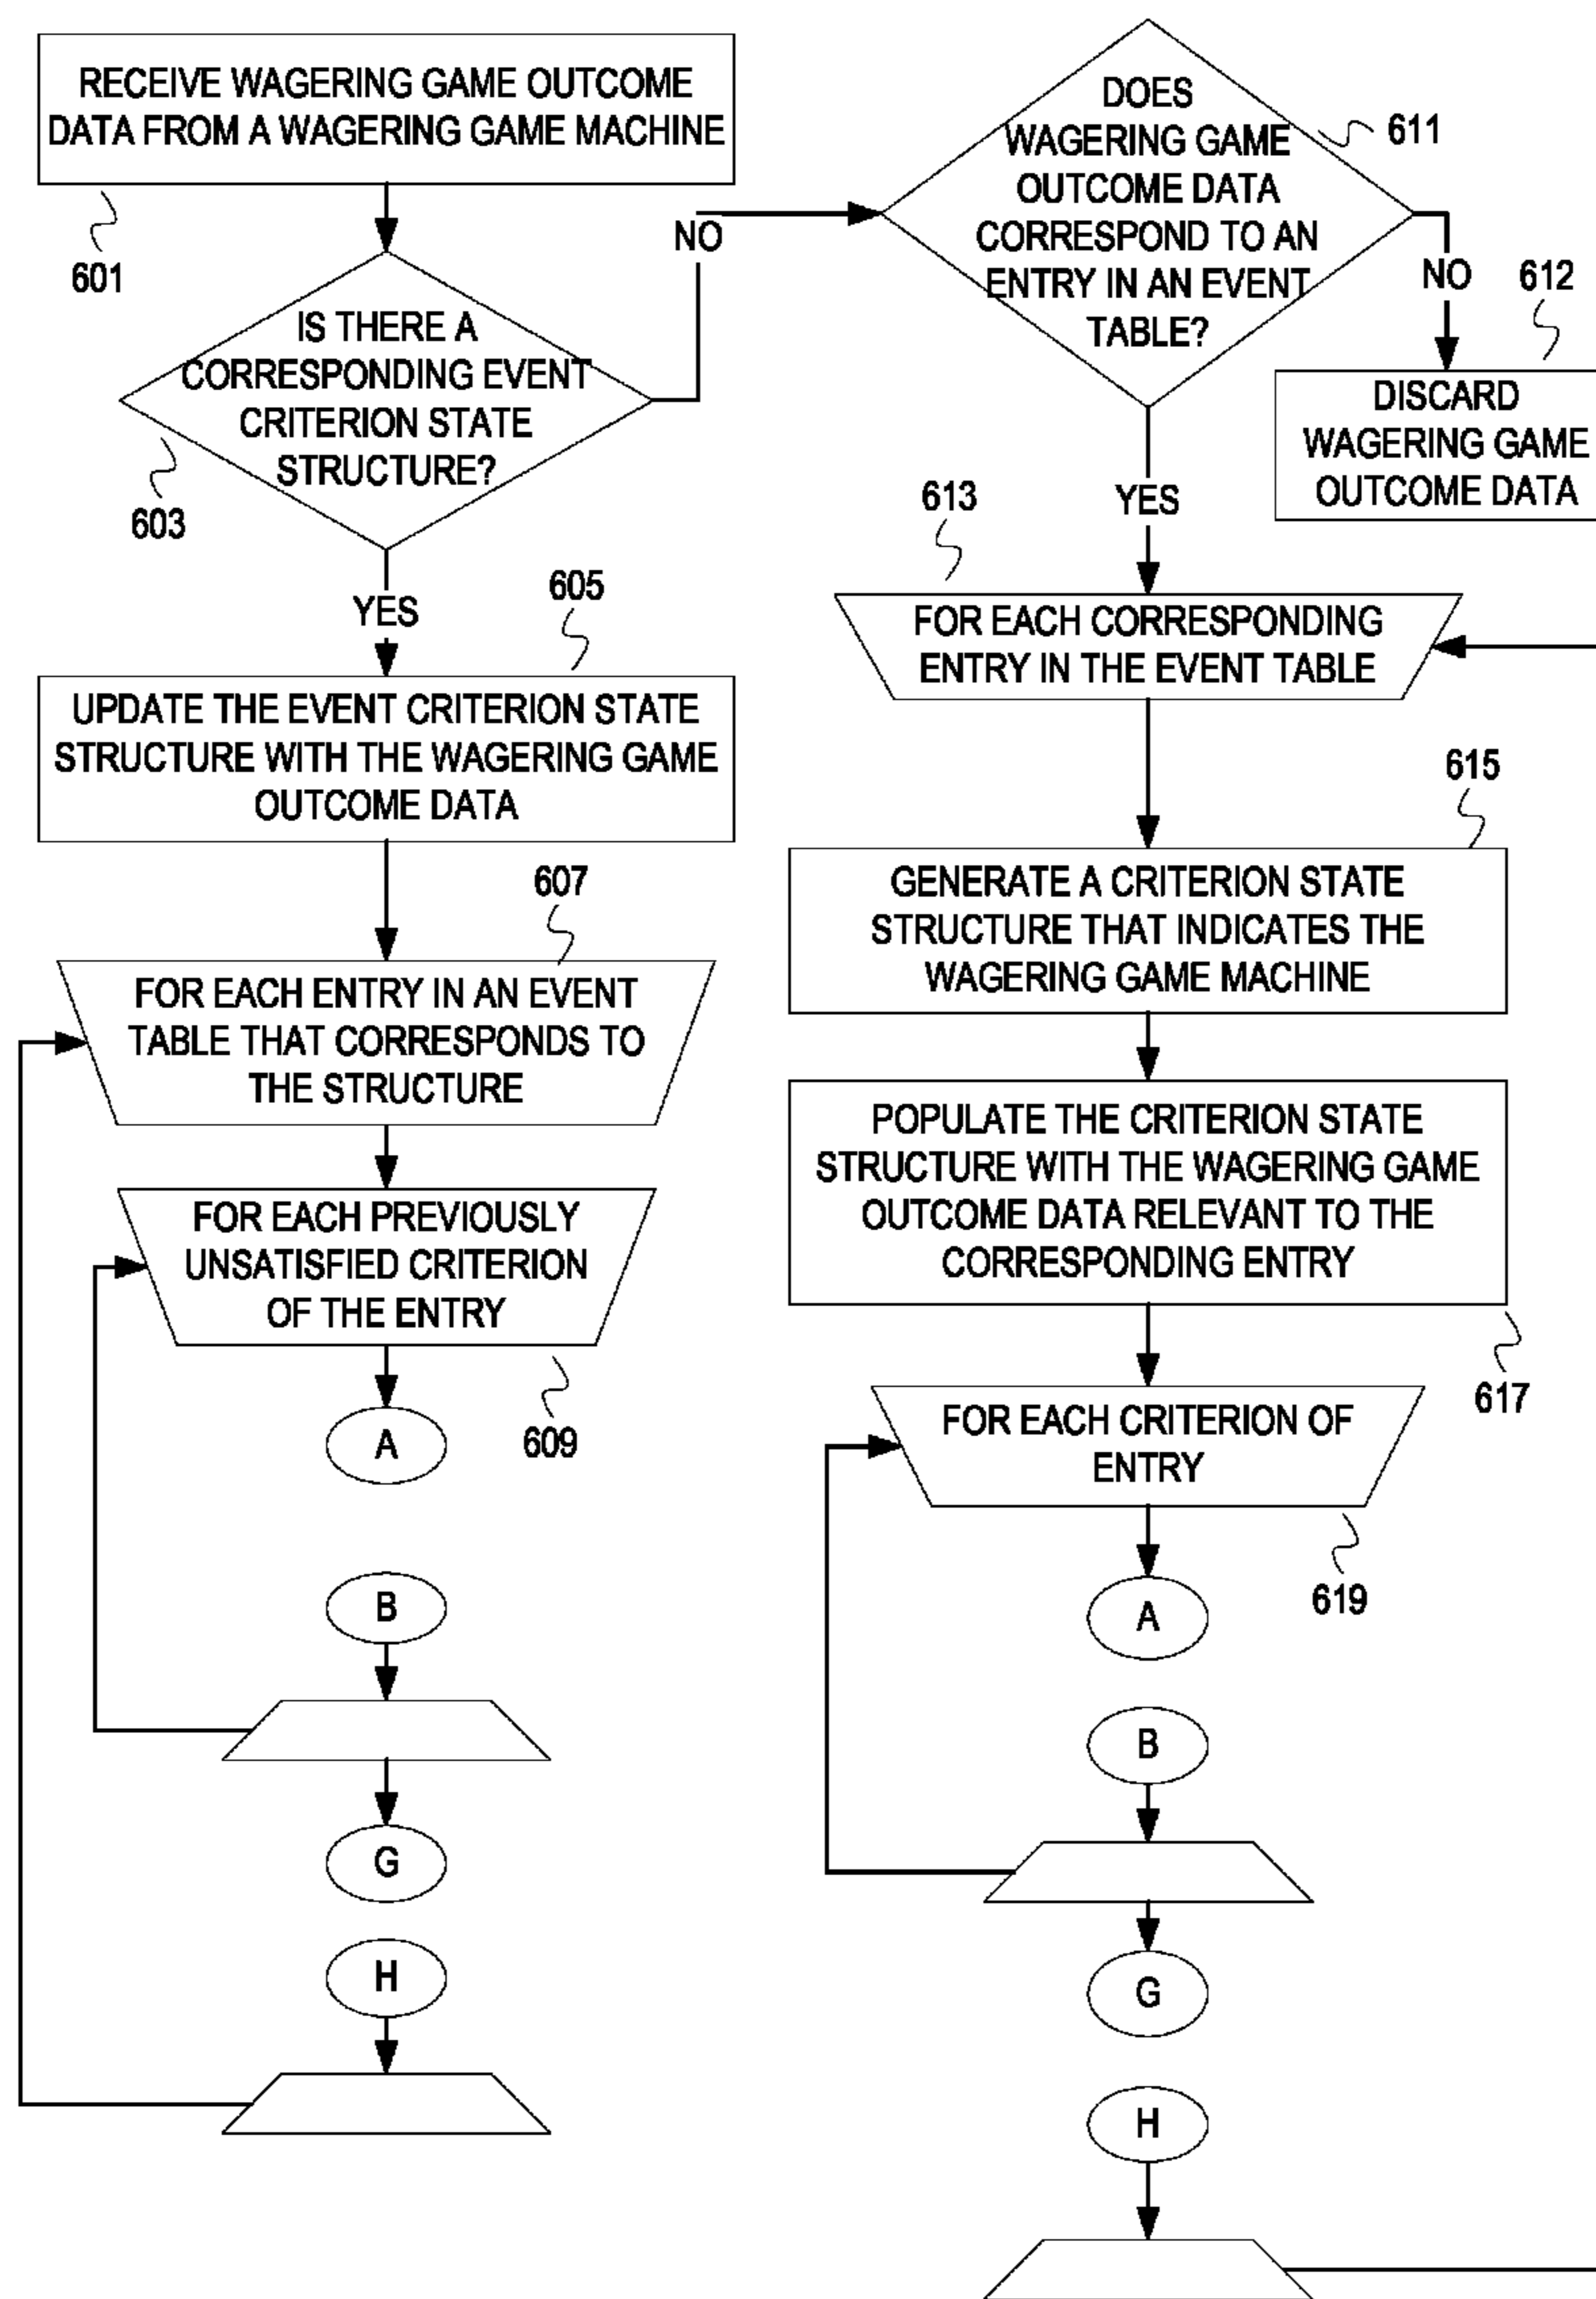 RECEIVE WAGERING GAME OUTCOME
DATA FROM A WAGERING GAME MACHINE
601
IS THERE A
CORRESPONDING EVENT
CRITERION STATE
STRUCTURE?
603
NO
YES
605
UPDATE THE EVENT CRITERION STATE
STRUCTURE WITH THE WAGERING GAME
OUTCOME DATA
607
FOR EACH ENTRY IN AN EVENT
TABLE THAT CORRESPONDS TO
THE STRUCTURE
FOR EACH PREVIOUSLY
UNSATISFIED CRITERION
OF THE ENTRY
609
A
B
G
H
DOES
WAGERING GAME
OUTCOME DATA
CORRESPOND TO AN
ENTRY IN AN EVENT
TABLE?
611
NO
612
DISCARD
WAGERING GAME
OUTCOME DATA
YES
613
FOR EACH CORRESPONDING
ENTRY IN THE EVENT TABLE
615
GENERATE A CRITERION STATE
STRUCTURE THAT INDICATES THE
WAGERING GAME MACHINE
POPULATE THE CRITERION STATE
STRUCTURE WITH THE WAGERING GAME
OUTCOME DATA RELEVANT TO THE
CORRESPONDING ENTRY
617
FOR EACH CRITERION OF
ENTRY
619
A
B
G
H